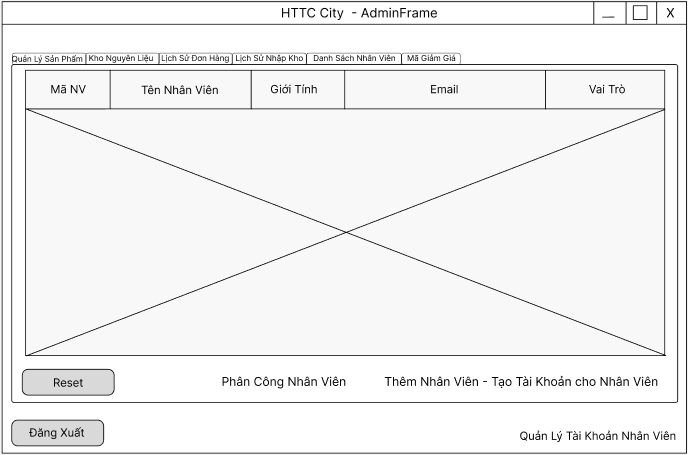 HTTC City - AdminFrame
X
Quản Lý Sản Phẩm Kho Nguyên Liệu Lịch Sử Đơn Hàng Lịch Sử Nhập Kho Danh Sách Nhân Viên Mã Giảm Giá
Mã NV Tên Nhân Viên Giới Tính Email Vai Trò
Reset Phân Công Nhân Viên Thêm Nhân Viên - Tạo Tài Khoản cho Nhân Viên
Đăng Xuất Quản Lý Tài Khoản Nhân Viên